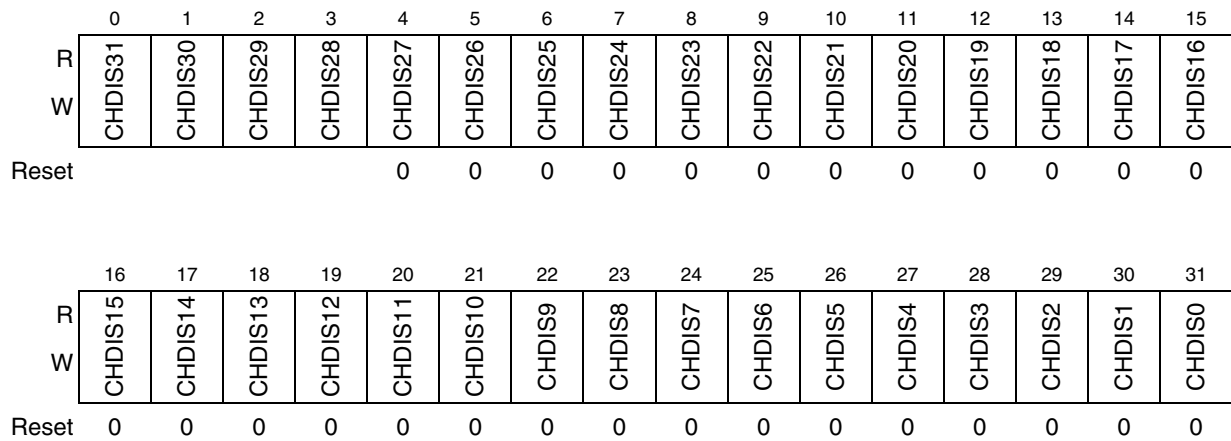 0 1 2 3 4 5 6 7 8 9 10 11 12 13 14 15
R
W
CHDIS31 CHDIS30 CHDIS29 CHDIS28 CHDIS27 CHDIS26 CHDIS25 CHDIS24 CHDIS23 CHDIS22 CHDIS21 CHDIS20 CHDIS19 CHDIS18 CHDIS17 CHDIS16
Reset 0 0 0 0 0 0 0 0 0 0 0 0
16 17 18 19 20 21 22 23 24 25 26 27 28 29 30 31
R
W
CHDIS15 CHDIS14 CHDIS13 CHDIS12 CHDIS11 CHDIS10 CHDIS9 CHDIS8 CHDIS7 CHDIS6 CHDIS5 CHDIS4 CHDIS3 CHDIS2 CHDIS1 CHDIS0
Reset 0 0 0 0 0 0 0 0 0 0 0 0 0 0 0 0